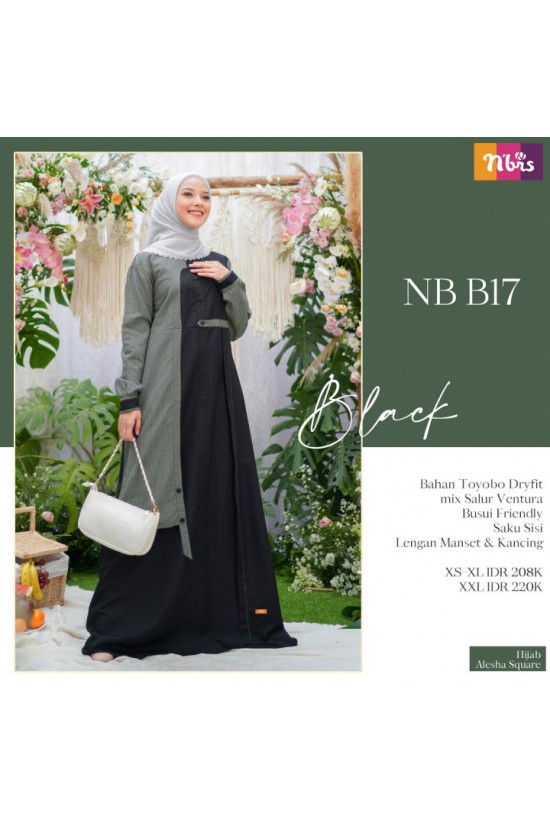 N'brs
NB B17
Black
Bahan Toyobo Dryfit
mix Salur Ventura
Busui Friendly
Saku Sisi
Lengan Manset & Kancing
XS-XL IDR 208K
XXL IDR 220K
Hijab
Alesha Square